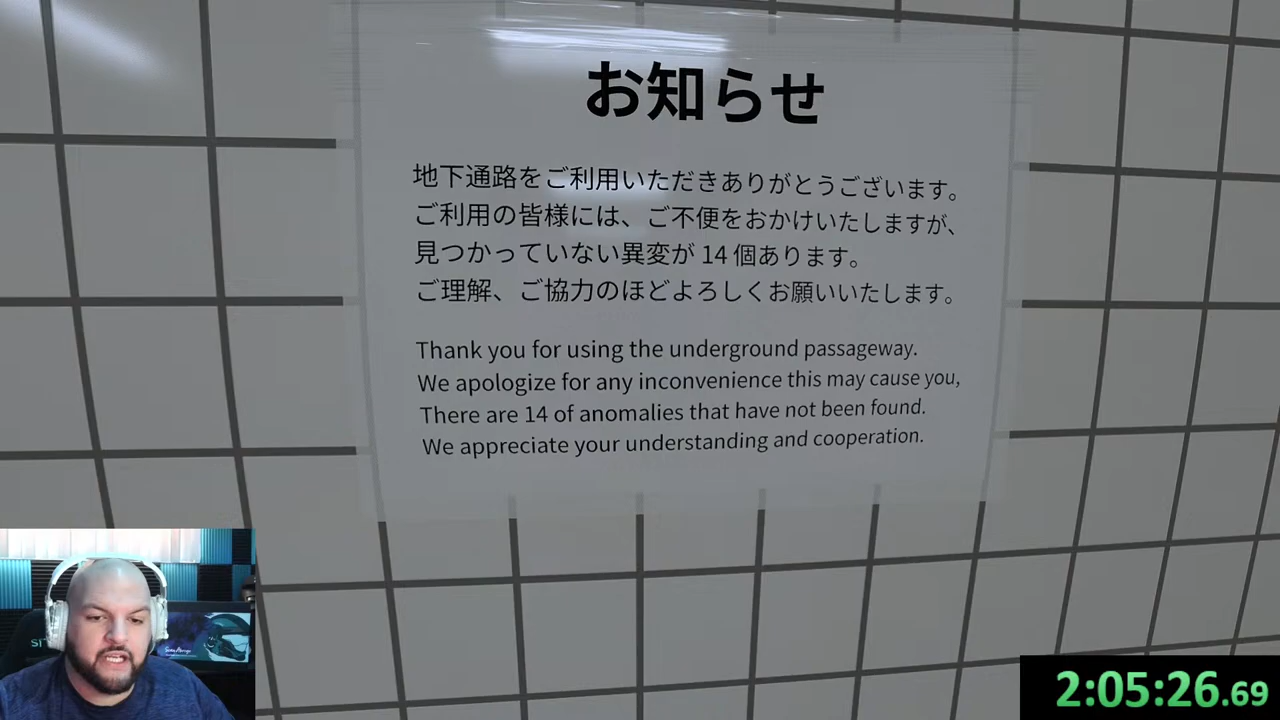 お知らせ
地下通路をご利用いただきありがとうございます。
ご利用の皆様には、ご不便をおかけいたしますが、
見つかっていない異変が 14 個あります。
ご理解、ご協力のほどよろしくお願いいたします。
Thank you for using the underground passageway.
We apologize for any inconvenience this may cause you,
There are 14 of anomalies that have not been found.
We appreciate your understanding and cooperation.
2:05:26.69